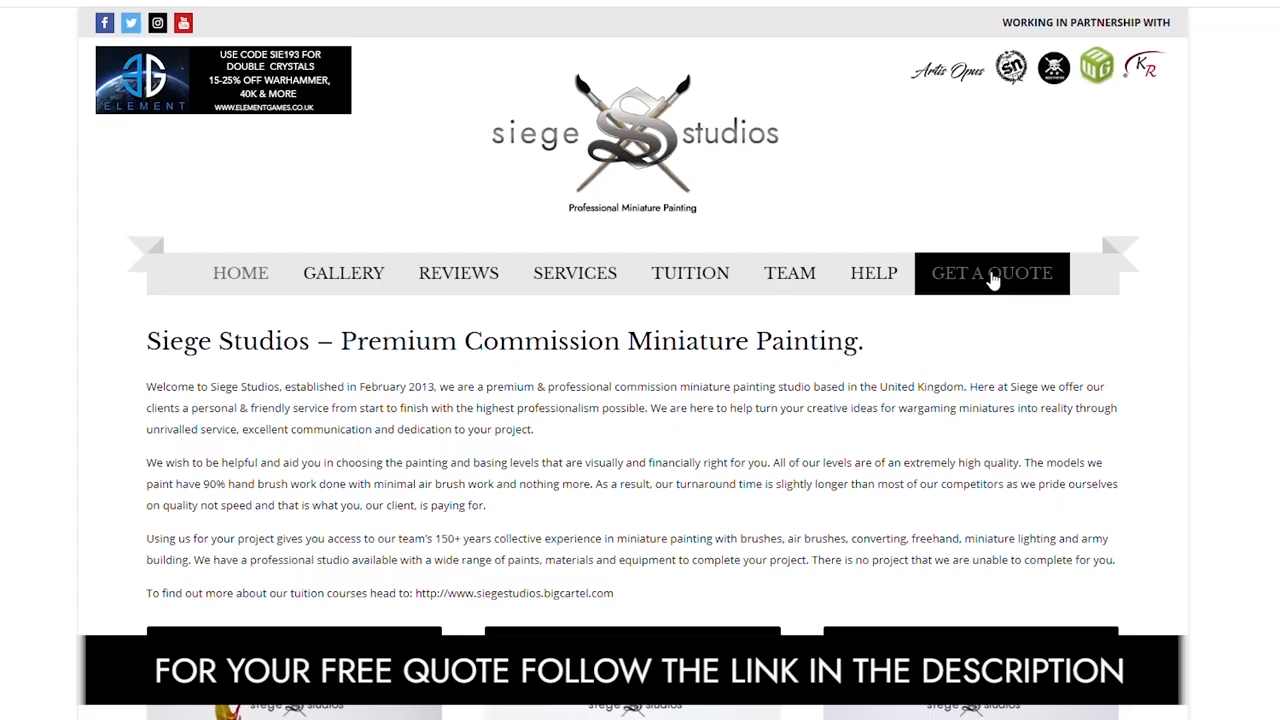 WORKING IN PARTNERSHIP WITH
USE CODE SIE193 FOR
DOUBLE CRYSTALS
15-25% OFF WARHAMMER,
40K & MORE
WWW.ELEMENTGAMES.CO.UK
ELEMENT
Artis Opus
KR
siege studios
Professional Miniature Painting
HOME GALLERY REVIEWS SERVICES TUITION TEAM HELP GET A QUOTE
Siege Studios – Premium Commission Miniature Painting.
Welcome to Siege Studios, established in February 2013, we are a premium & professional commission miniature painting studio based in the United Kingdom. Here at Siege we offer our
clients a personal & friendly service from start to finish with the highest professionalism possible. We are here to help turn your creative ideas for wargaming miniatures into reality through
unrivalled service, excellent communication and dedication to your project.
We wish to be helpful and aid you in choosing the painting and basing levels that are visually and financially right for you. All of our levels are of an extremely high quality. The models we
paint have 90% hand brush work done with minimal air brush work and nothing more. As a result, our turnaround time is slightly longer than most of our competitors as we pride ourselves
on quality not speed and that is what you, our client, is paying for.
Using us for your project gives you access to our team's 150+ years collective experience in miniature painting with brushes, air brushes, converting, freehand, miniature lighting and army
building. We have a professional studio available with a wide range of paints, materials and equipment to complete your project. There is no project that we are unable to complete for you.
To find out more about our tuition courses head to: http://www.siegestudios.bigcartel.com
FOR YOUR FREE QUOTE FOLLOW THE LINK IN THE DESCRIPTION